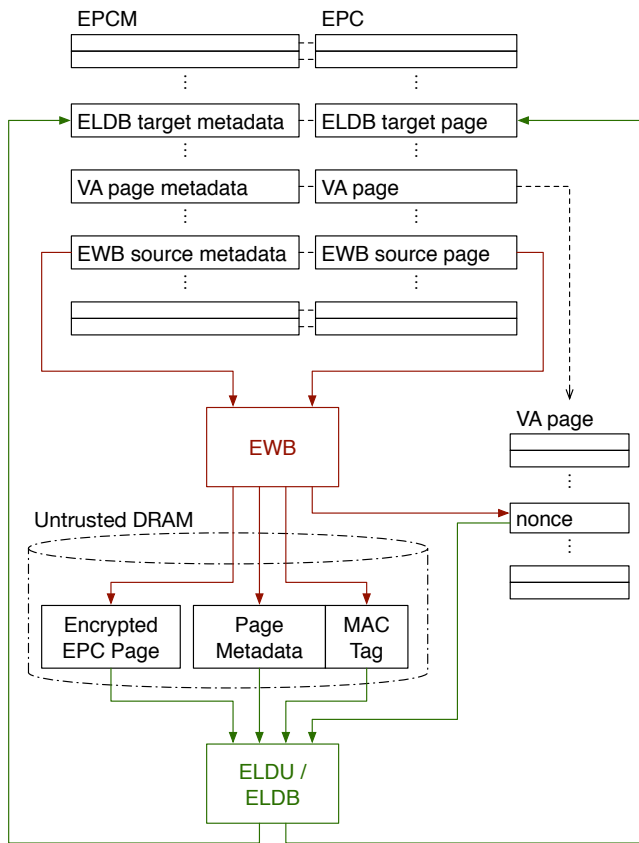 EPCM
EPC
ELDB target metadata
ELDB target page
VA page metadata
VA page
EWB source metadata
EWB source page
EWB
VA page
nonce
Untrusted DRAM
Encrypted
EPC Page
Page
Metadata
MAC
Tag
ELDU /
ELDB